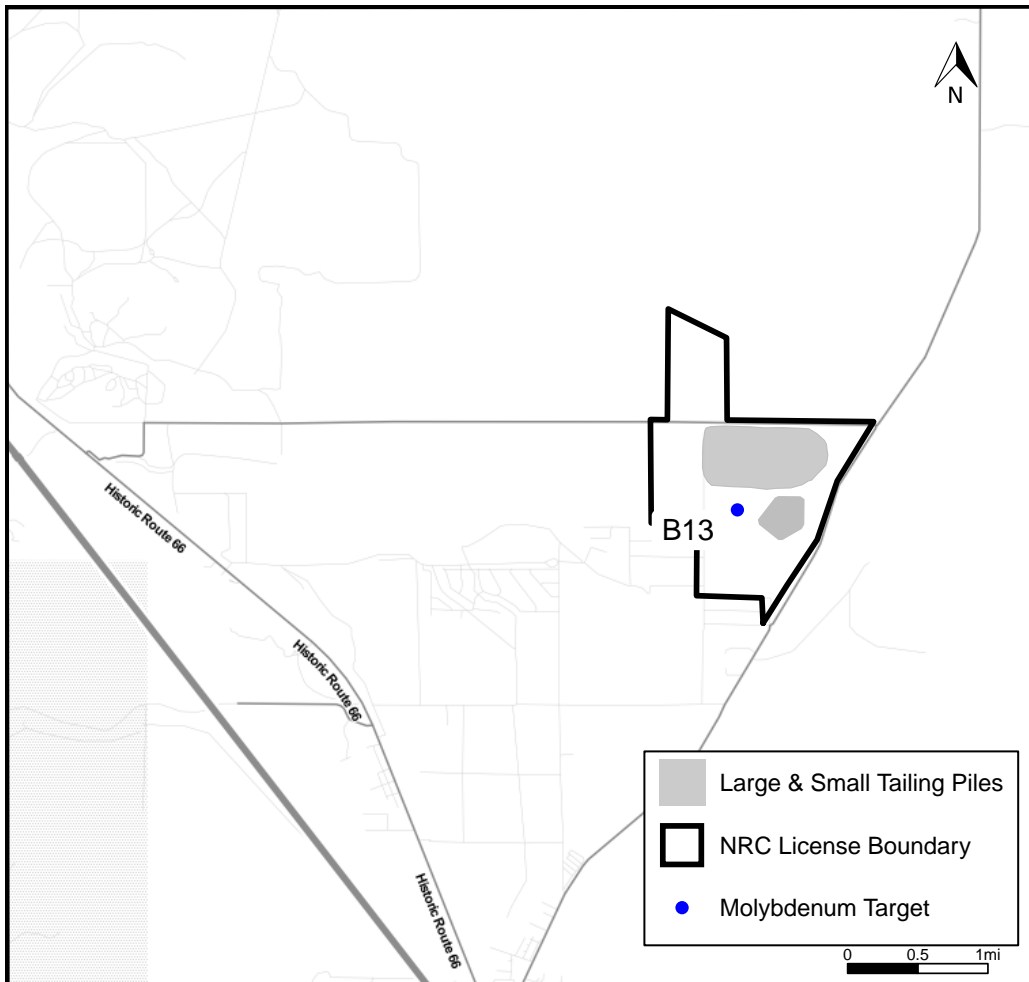 N
Historic Route 66
B13
Historic Route 66
Historic Route 66
Large & Small Tailing Piles
NRC License Boundary
Molybdenum Target
0 0.5 1mi